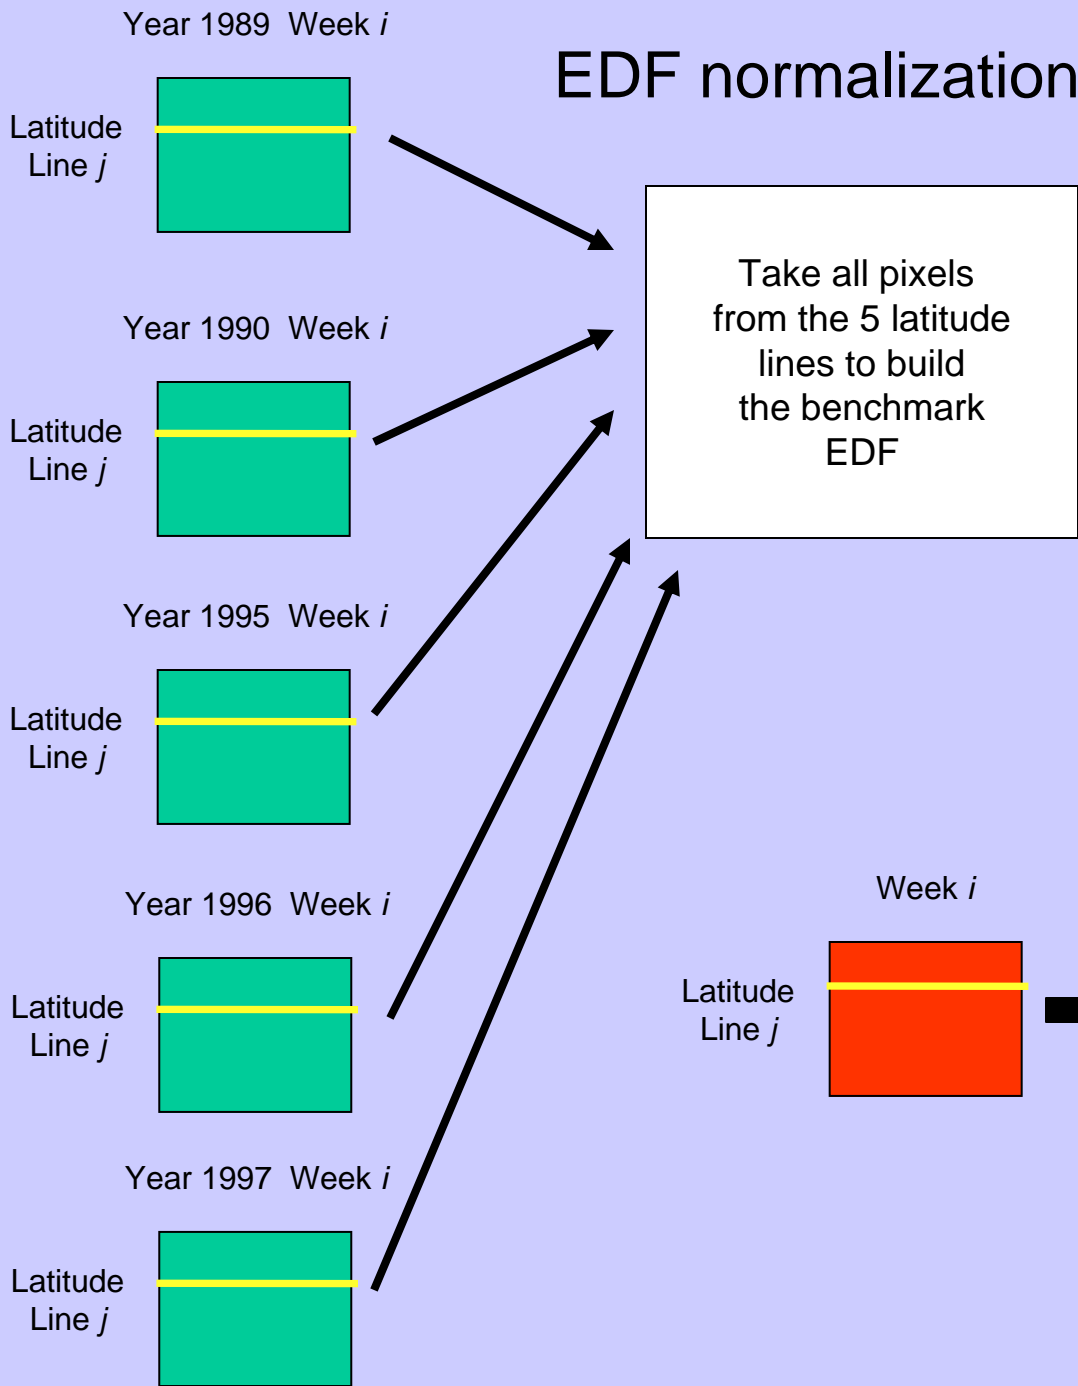 Year 1989  Week i
EDF normalization
Latitude
Line j
Take all pixels
from the 5 latitude
lines to build
the benchmark
EDF
Year 1990  Week i
Latitude
Line j
Year 1995  Week i
Latitude
Line j
Year 1996  Week i
Latitude
Line j
Week i
Latitude
Line j
Year 1997  Week i
Latitude
Line j